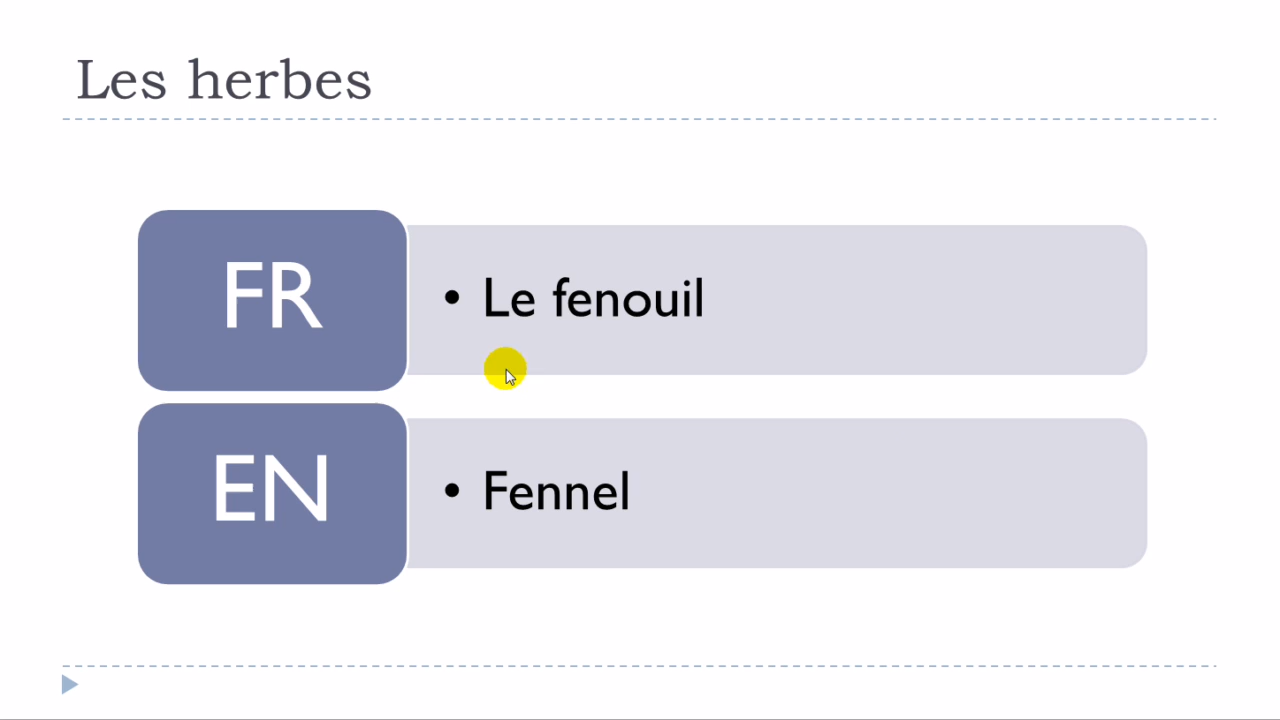 Les herbes
FR
• Le fenouil
EN
• Fennel